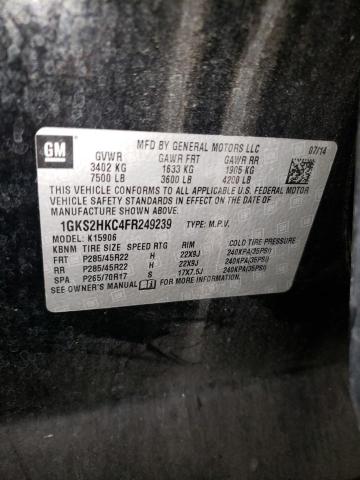 GM
MFD BY GENERAL MOTORS LLC 07/14
GVWR GAWR FRT GAWR RR
3402 KG 1633 KG 1905 KG
7500 LB 3600 LB 4200 LB
THIS VEHICLE CONFORMS TO ALL APPLICABLE U.S. FEDERAL MOTOR
VEHICLE SAFETY AND THEFT PREVENTION STANDARDS IN EFFECT
ON THE DATE OF MANUFACTURE SHOWN ABOVE.
1GKS2HKC4FR249239 TYPE: M.P.V.
MODEL: K15906
KBNM TIRE SIZE SPEED RTG RIM COLD TIRE PRESSURE
FRT P285/45R22 H 22X9J 240KPA(35PSI)
RR P285/45R22 H 22X9J 240KPA(35PSI)
SPA P265/70R17 S 17X7.5J 240KPA(35PSI)
SEE OWNER'S MANUAL FOR ADDITIONAL INFORMATION